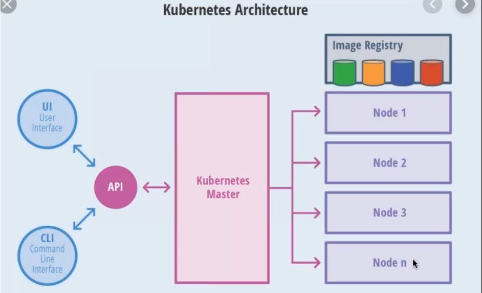 Kubernetes Architecture
Image Registry
UI
User
Interface
Node 1
Node 2
API
Kubernetes
Master
Node 3
CLI
Command
Line
Interface
Node n